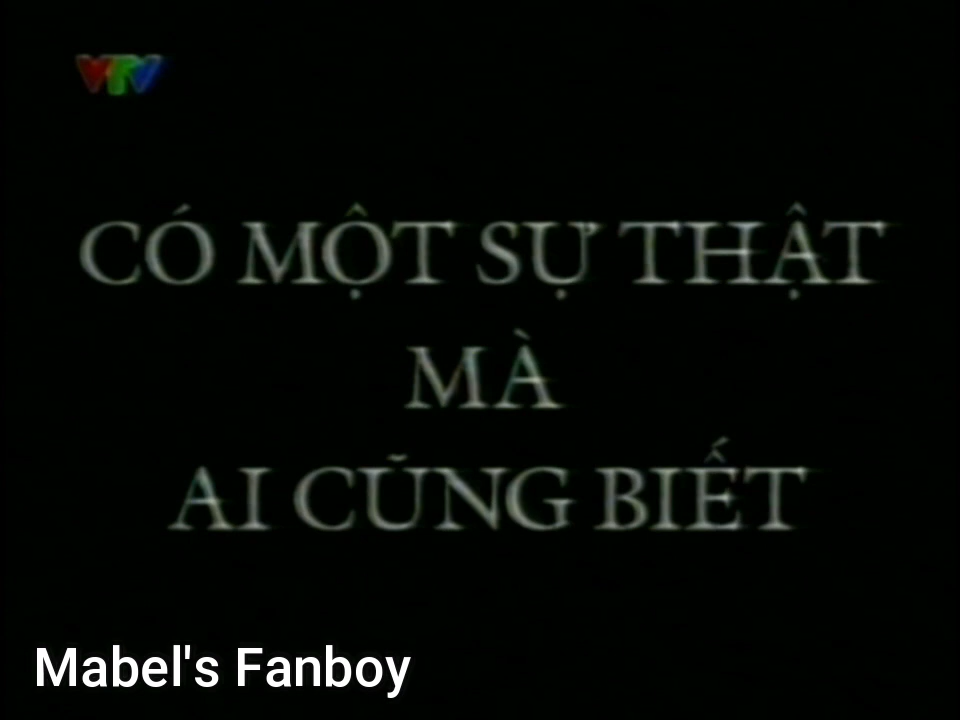 VTV
CÓ MỘT SỰ THẬT
MÀ
AI CŨNG BIẾT
Mabel's Fanboy